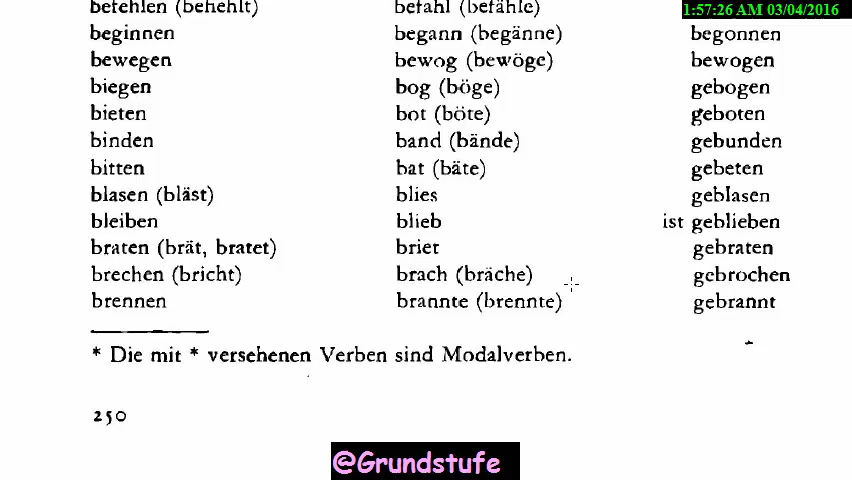 befehlen (befiehlt) befahl (befähle)
1:57:26 AM 03/04/2016
beginnen begann (begänne) begonnen
bewegen bewog (bewöge) bewogen
biegen bog (böge) gebogen
bieten bot (böte) geboten
binden band (bände) gebunden
bitten bat (bäte) gebeten
blasen (bläst) blies geblasen
bleiben blieb ist geblieben
braten (brät, bratet) briet gebraten
brechen (bricht) brach (bräche) gebrochen
brennen brannte (brennte) gebrannt
* Die mit * versehenen Verben sind Modalverben.
250
@Grundstufe